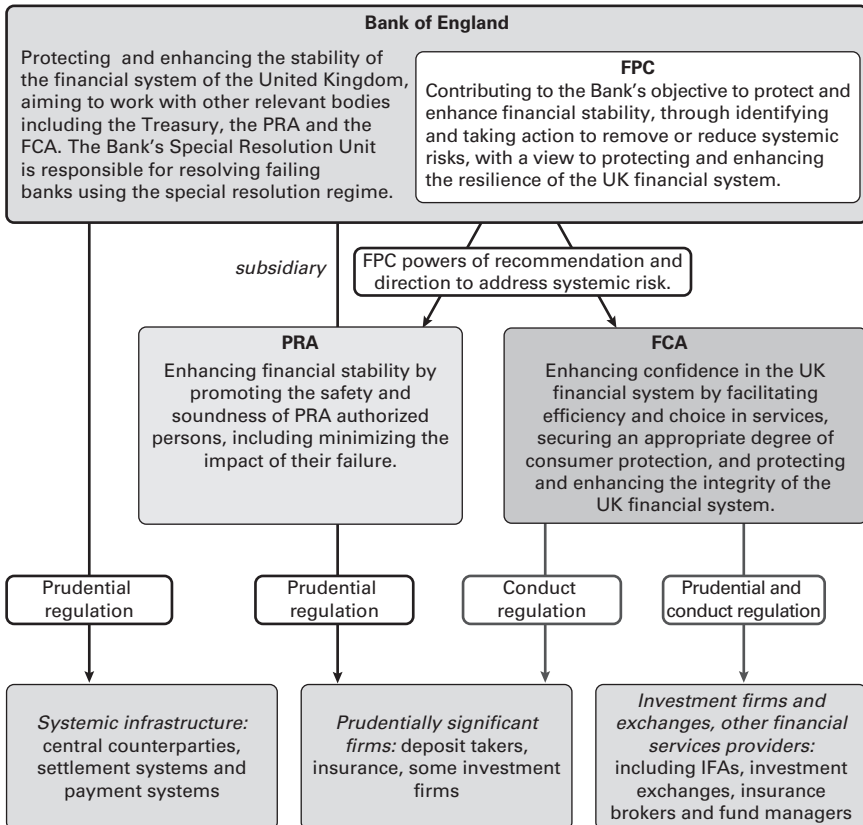 Bank of England
Protecting and enhancing the stability of
the financial system of the United Kingdom,
aiming to work with other relevant bodies
including the Treasury, the PRA and the
FCA. The Bank's Special Resolution Unit
is responsible for resolving failing
banks using the special resolution regime.
FPC
Contributing to the Bank's objective to protect and
enhance financial stability, through identifying
and taking action to remove or reduce systemic
risks, with a view to protecting and enhancing
the resilience of the UK financial system.
subsidiary
FPC powers of recommendation and
direction to address systemic risk.
PRA
Enhancing financial stability by
promoting the safety and
soundness of PRA authorized
persons, including minimizing the
impact of their failure.
FCA
Enhancing confidence in the UK
financial system by facilitating
efficiency and choice in services,
securing an appropriate degree of
consumer protection, and protecting
and enhancing the integrity of the
UK financial system.
Prudential
regulation
Prudential
regulation
Conduct
regulation
Prudential and
conduct regulation
Systemic infrastructure:
central counterparties,
settlement systems and
payment systems
Prudentially significant
firms: deposit takers,
insurance, some investment
firms
Investment firms and
exchanges, other financial
services providers:
including IFAs, investment
exchanges, insurance
brokers and fund managers